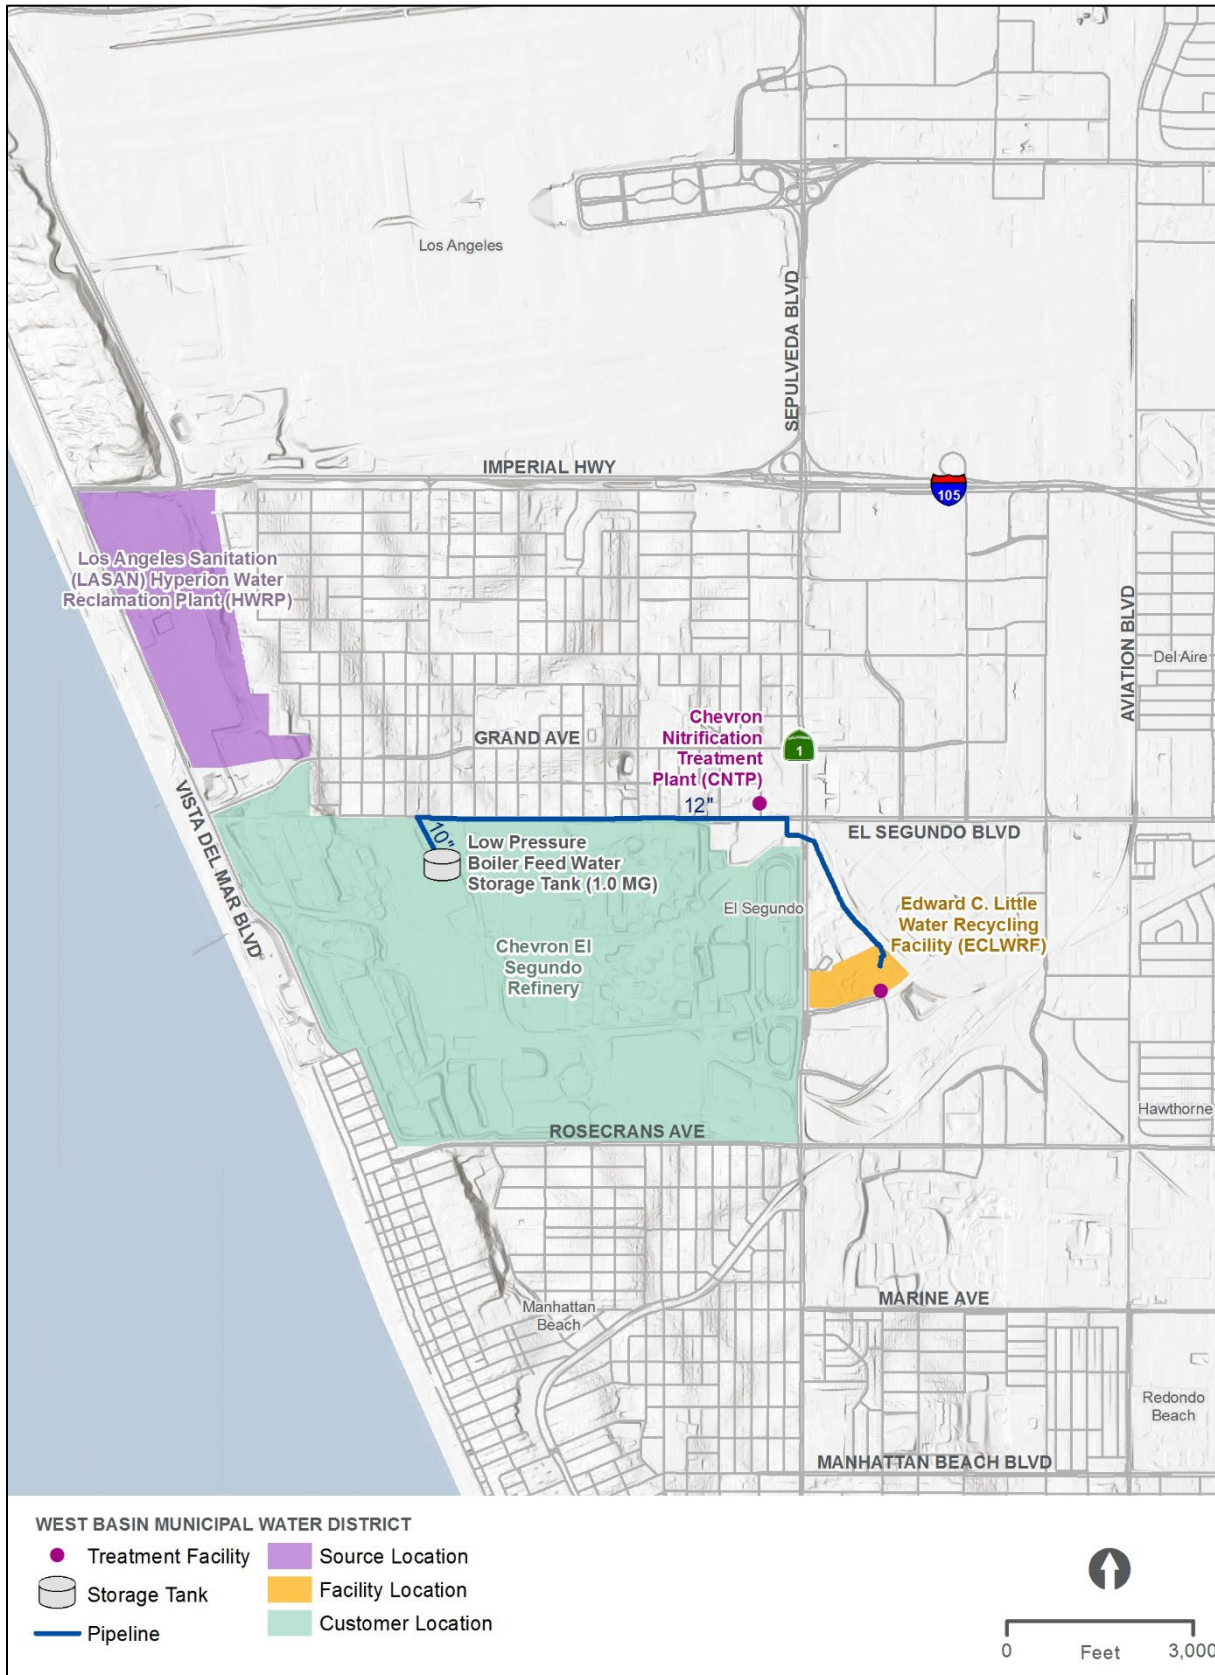 Los Angeles
SEPULVEDA BLVD
IMPERIAL HWY
105
Los Angeles Sanitation
(LASAN) Hyperion Water
Reclamation Plant (HWRP)
AVIATION BLVD
Del Aire
Chevron
Nitrification
Treatment
Plant (CNTP)
GRAND AVE
1
12"
VISTA DEL MAR BLVD
10"
EL SEGUNDO BLVD
Low Pressure
Boiler Feed Water
Storage Tank (1.0 MG)
El Segundo
Edward C. Little
Water Recycling
Facility (ECLWRF)
Chevron El
Segundo
Refinery
Hawthorne
ROSECRANS AVE
MARINE AVE
Manhattan
Beach
Redondo
Beach
MANHATTAN BEACH BLVD
WEST BASIN MUNICIPAL WATER DISTRICT
Treatment Facility
Storage Tank
Pipeline
Source Location
Facility Location
Customer Location
0 Feet 3,000